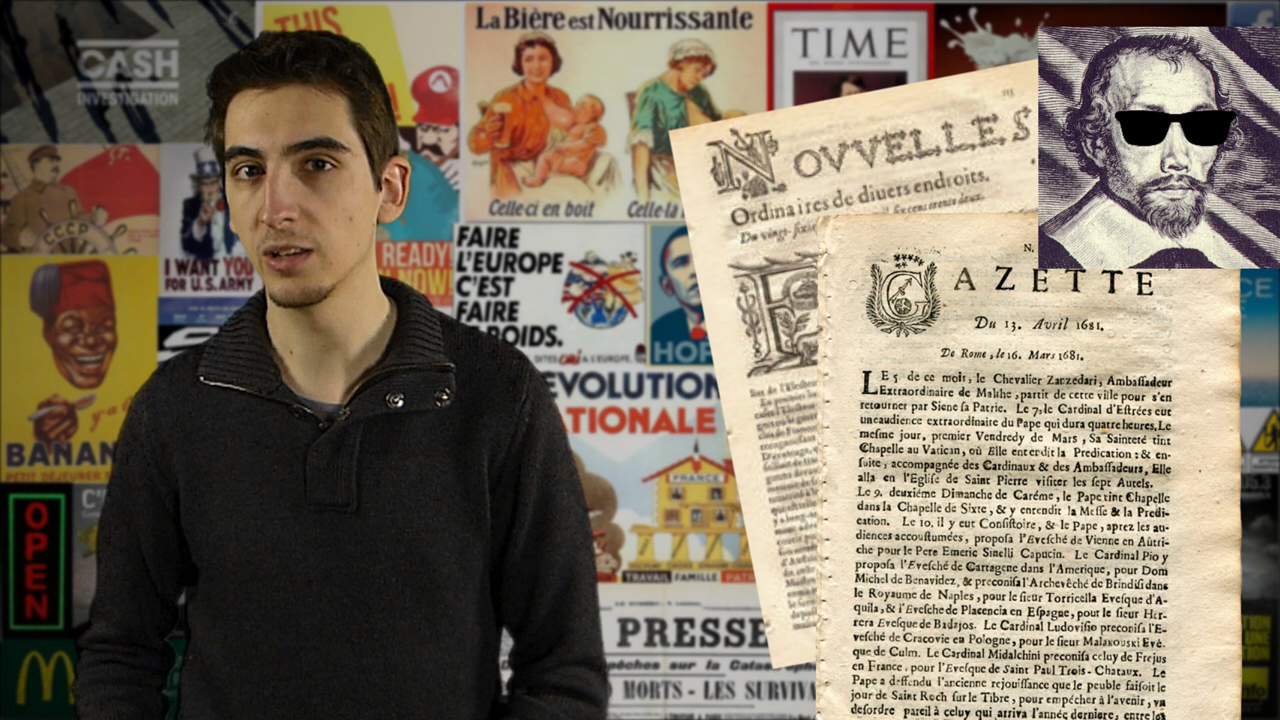 CASH
INVESTIGATION
THIS
La Bière est Nourrissante
Celle-ci en boit
Celle-là
TIME
CCCP
I WANT YOU
FOR U.S. ARMY
READY!
NOW!
FAIRE
L'EUROPE
C'EST
FAIRE
OIDS.
DITES oui À L'EUROPE.
HOP
BANAN
PETIT DÉJEUNER
OPEN
EVOLUTION
ATIONALE
FRANCE
TRAVAIL FAMILLE PATR
PRESSE
MORTS - LES SURVIVA
NOVVELLES
Ordinaires de diuers endroits.
GAZETTE
Du 13. Avril 1681.
De Rome, le 16. Mars 1681.
LE 5 de ce mois, le Chevalier Zanzedari, Ambaſſadeur
Extraordinaire de Malthe, partit de cette ville pour s'en
retourner par Siene ſa Patrie. Le 7, le Cardinal d'Eſtrées eut
une audience extraordinaire du Pape qui dura quatre heures. Le
meſme jour, premier Vendredy de Mars, Sa Sainteté tint
Chapelle au Vatican, où Elle entendit la Predication: & en-
ſuite, accompagnée des Cardinaux & des Ambaſſadeurs, Elle
alla en l'Egliſe de Saint Pierre viſiter les ſept Autels.
Le 9. deuxiéme Dimanche de Caréme, le Pape tint Chapelle
dans la Chapelle de Sixte, & y entendit la Meſſe & la Predi-
cation. Le 10. il y eut Conſiſtoire, & le Pape, aprez les au-
diences accouſtumées, propoſa l'Eveſché de Vienne en Autri-
che pour le Pere Emeric Sinelli Capucin. Le Cardinal Pio y
propoſa l'Eveſché de Cartagene dans l'Amerique, pour Dom
Michel de Benavidez, & preconiſa l'Archevêché de Brindiſi dans
le Royaume de Naples, pour le ſieur Torricella Eveſque d'A-
quila, & l'Eveſché de Placencia en Eſpagne, pour le ſieur Her-
rera Eveſque de Badajos. Le Cardinal Ludoviſio preconiſa l'E-
veſché de Cracovie en Pologne, pour le ſieur Malakouski Evé-
que de Culm. Le Cardinal Midalchini preconiſa celuy de Frejus
en France, pour l'Eveſque de Saint Paul Trois-Chataux. Le
Pape a deffendu l'ancienne rejouïſſance que le peuple faiſoit le
jour de Saint Roch ſur le Tibre, pour empécher à l'avenir, un
deſordre pareil à celuy qui arriva l'année derniere, entre les